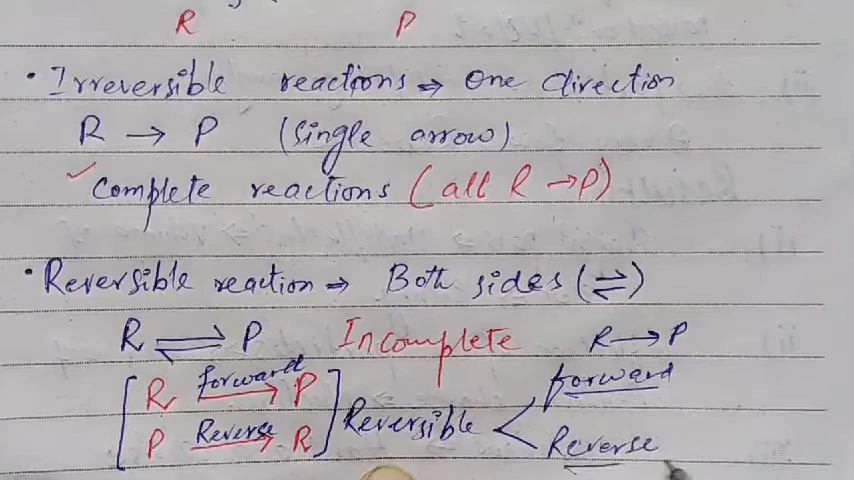 R P
• Irreversible reactions ⇒ One direction
R → P (single arrow)
✓ Complete reactions (all R → P)
• Reversible reaction ⇒ Both sides (⇌)
R ⇌ P Incomplete R → P
[R forward → P
P Reverse → R] Reversible < forward
Reverse